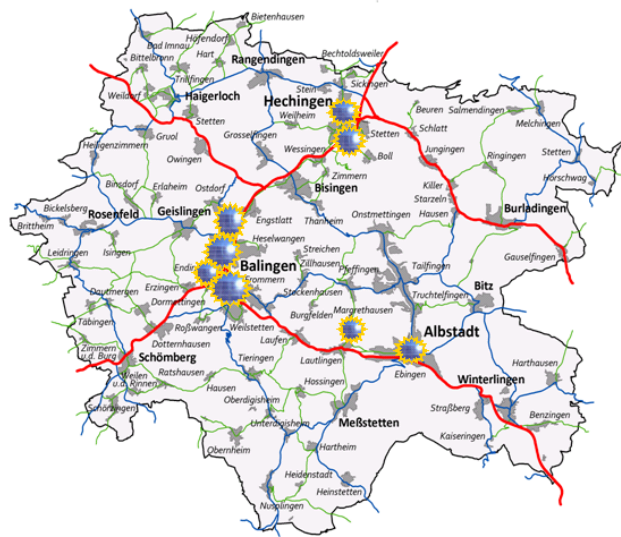 Bietenhausen
Höfendorf
Bad Imnau
Hart
Bittelbronn
Rangendingen
Bechtoldsweiler
Trillfingen
Stein
Sickingen
Weildorf
Haigerloch
Hechingen
Beuren
Salmendingen
Stetten
Weilheim
Melchingen
Gruol
Grosselfingen
Stetten
Schlatt
Heiligenzimmern
Wessingen
Jungingen
Owingen
Boll
Ringingen
Stetten
Zimmern
Binsdorf
Erlaheim
Ostdorf
Bisingen
Killer
Hörschwag
Starzeln
Bickelsberg
Rosenfeld
Geislingen
Engstlatt
Thanheim
Onstmettingen
Hausen
Burladingen
Brittheim
Heselwangen
Leidringen
Isingen
Streichen
Balingen
Zillhausen
Tailfingen
Gauselfingen
Endin
Pfeffingen
Erzingen
Frommern
Bitz
Dautmergen
Dormettingen
Stockenhausen
Truchtelfingen
Täbingen
Burgfelden
Margrethausen
Roßwangen
Weilstetten
Albstadt
Zimmern
u.d. Burg
Dotternhausen
Laufen
Schömberg
Tieringen
Lautlingen
Harthausen
Weilen
u.d. Rinnen
Ratshausen
Ebingen
Winterlingen
Hausen
Hossingen
Schörzingen
Oberdigisheim
Straßberg
Benzingen
Meßstetten
Unterdigisheim
Kaiseringen
Obernheim
Hartheim
Heidenstadt
Heinstetten
Nusplingen